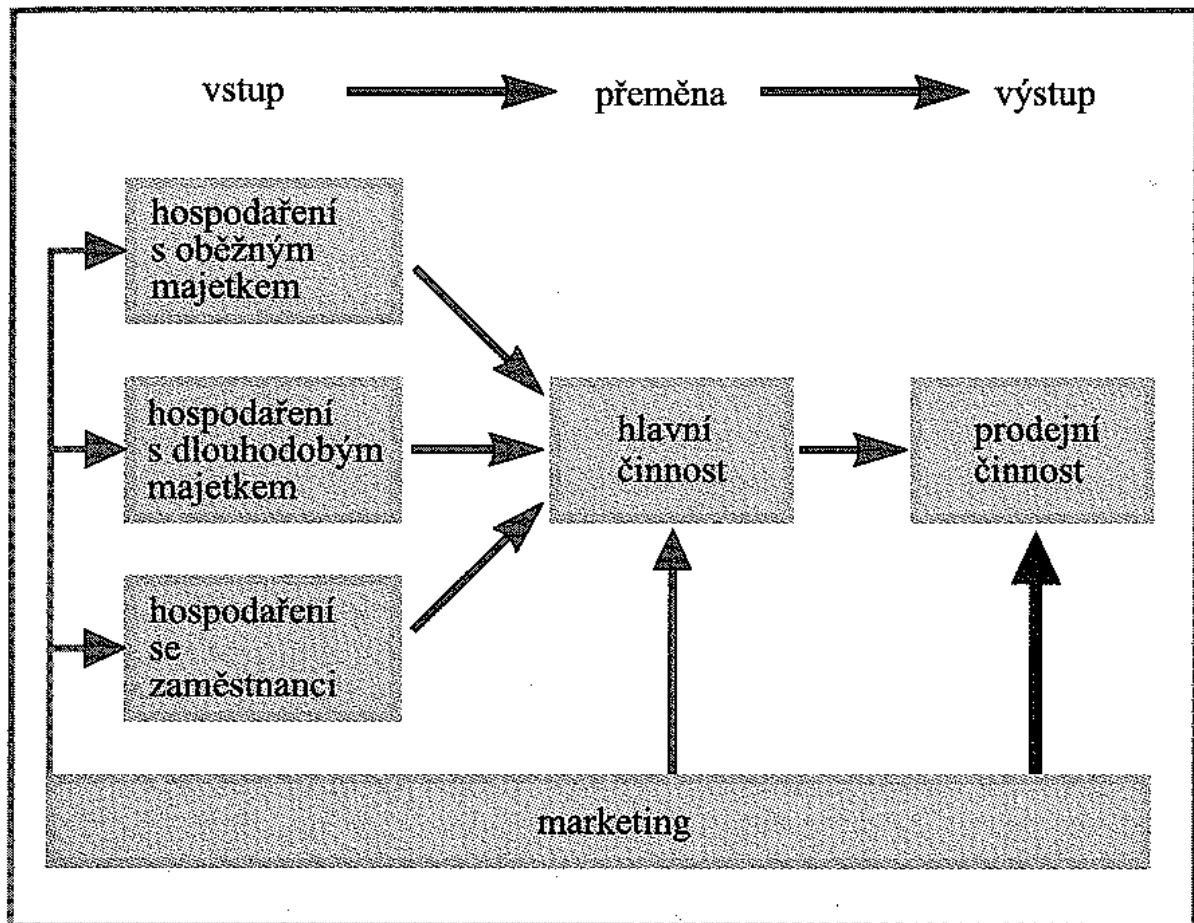 vstup přeměna výstup
hospodaření
s oběžným
majetkem
hospodaření
s dlouhodobým
majetkem
hospodaření
se
zaměstnanci
hlavní
činnost
prodejní
činnost
marketing